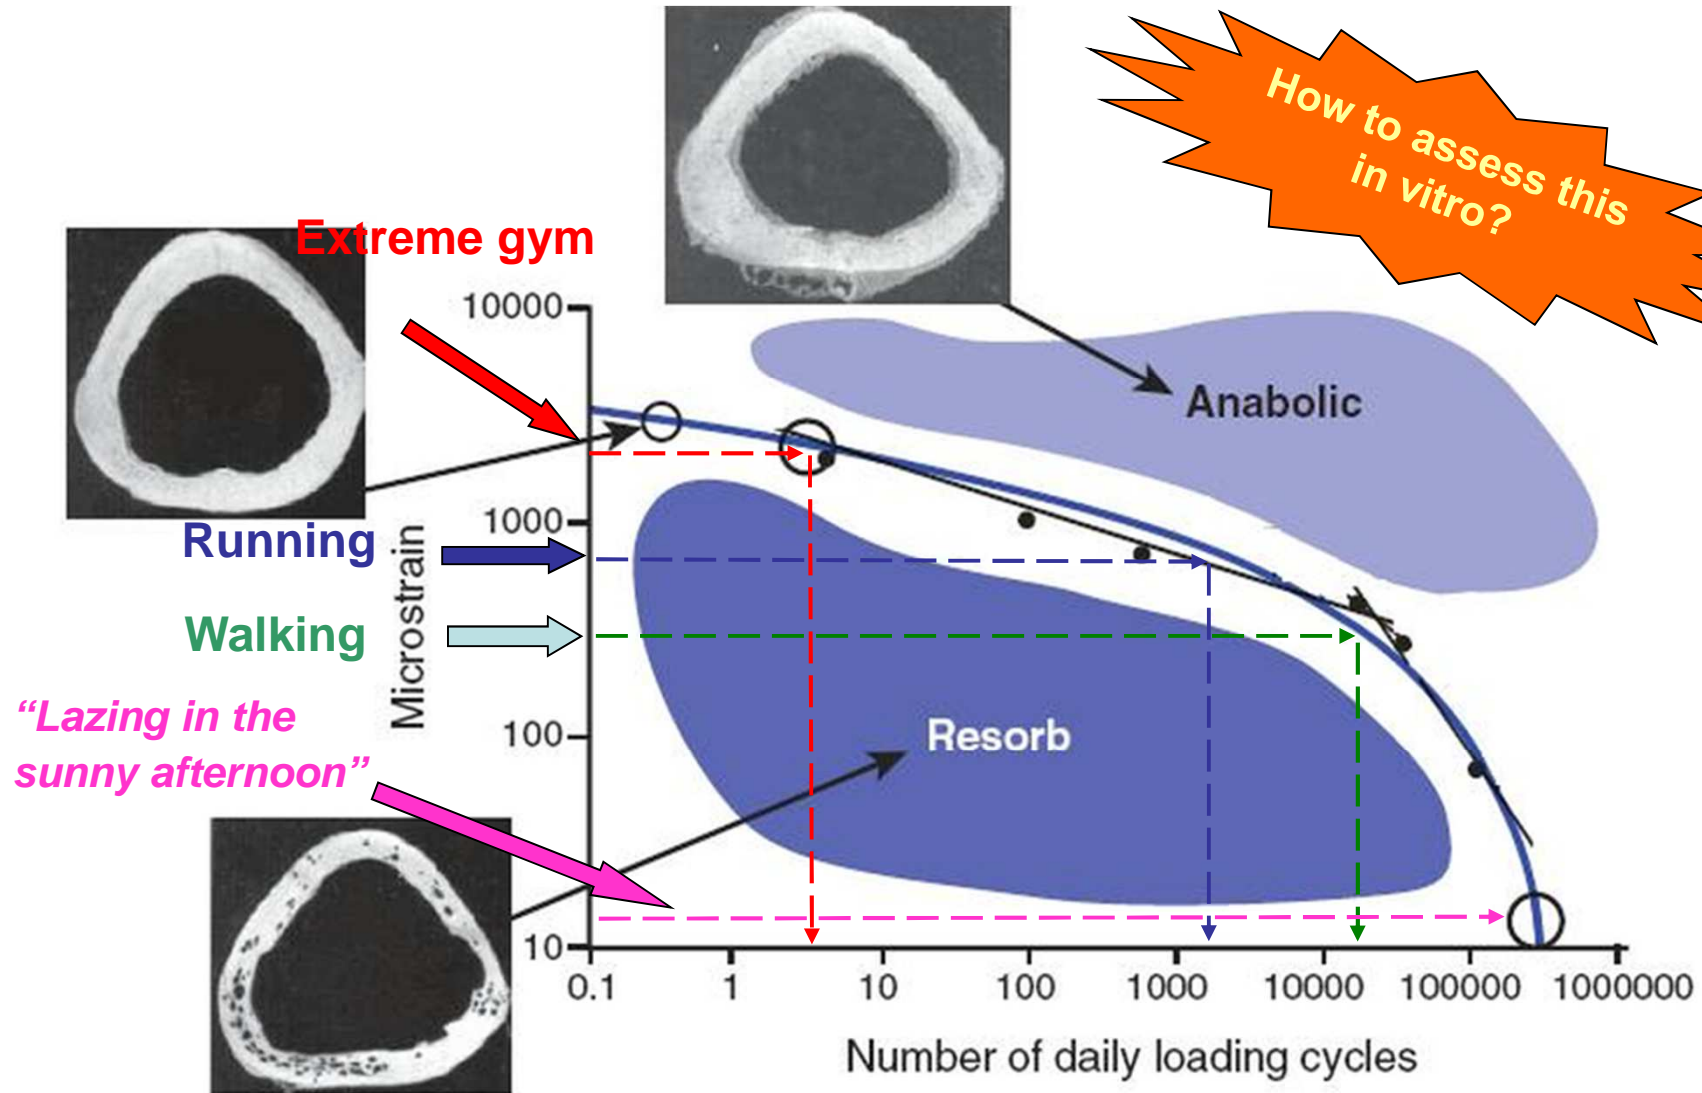 How to assess this
in vitro?
Extreme gym
Running
Walking
“Lazing in the
sunny afternoon”
Microstrain
10000
1000
100
10
Anabolic
Resorb
0.1 1 10 100 1000 10000 100000 1000000
Number of daily loading cycles